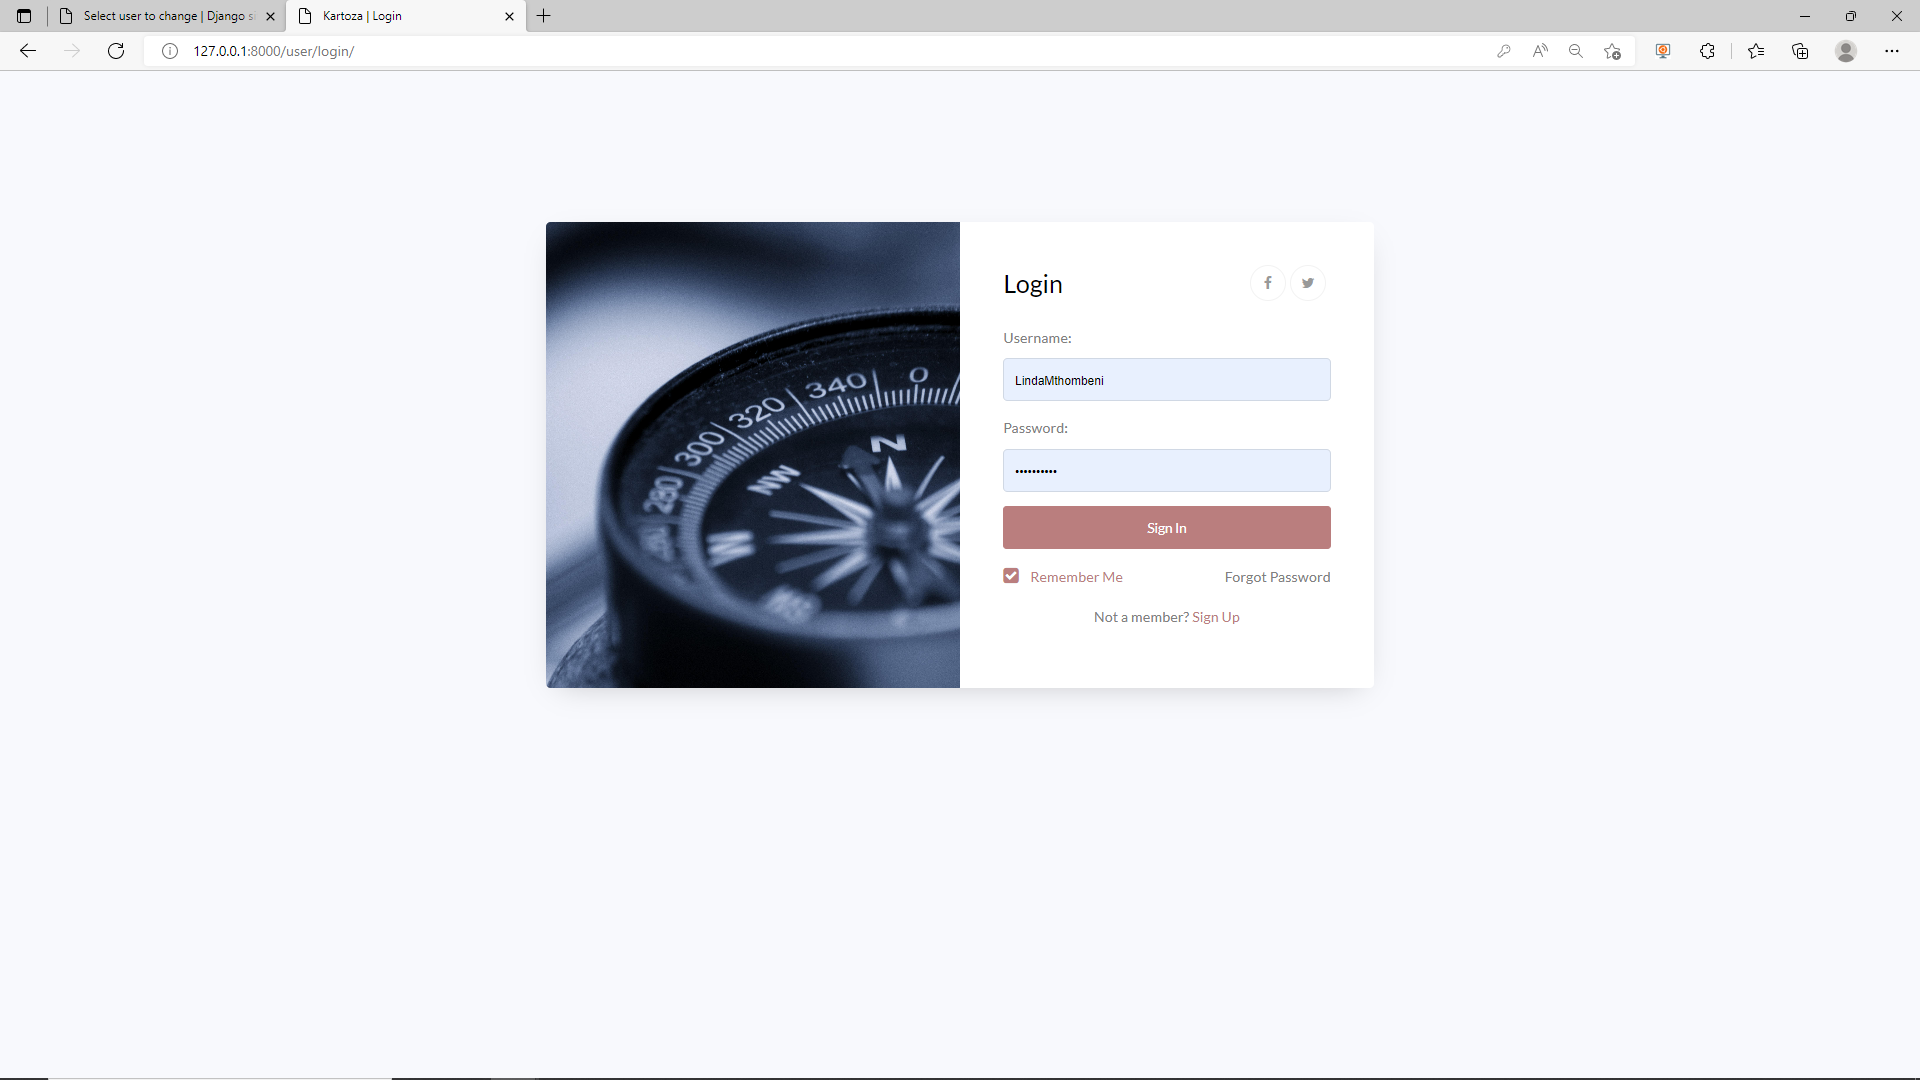 Select user to change | Django si
Kartoza | Login
127.0.0.1:8000/user/login/
Login
Username:
LindaMthombeni
Password:
••••••••••
Sign In
Remember Me
Forgot Password
Not a member? Sign Up
280
300
320
340
0
NW
N
W